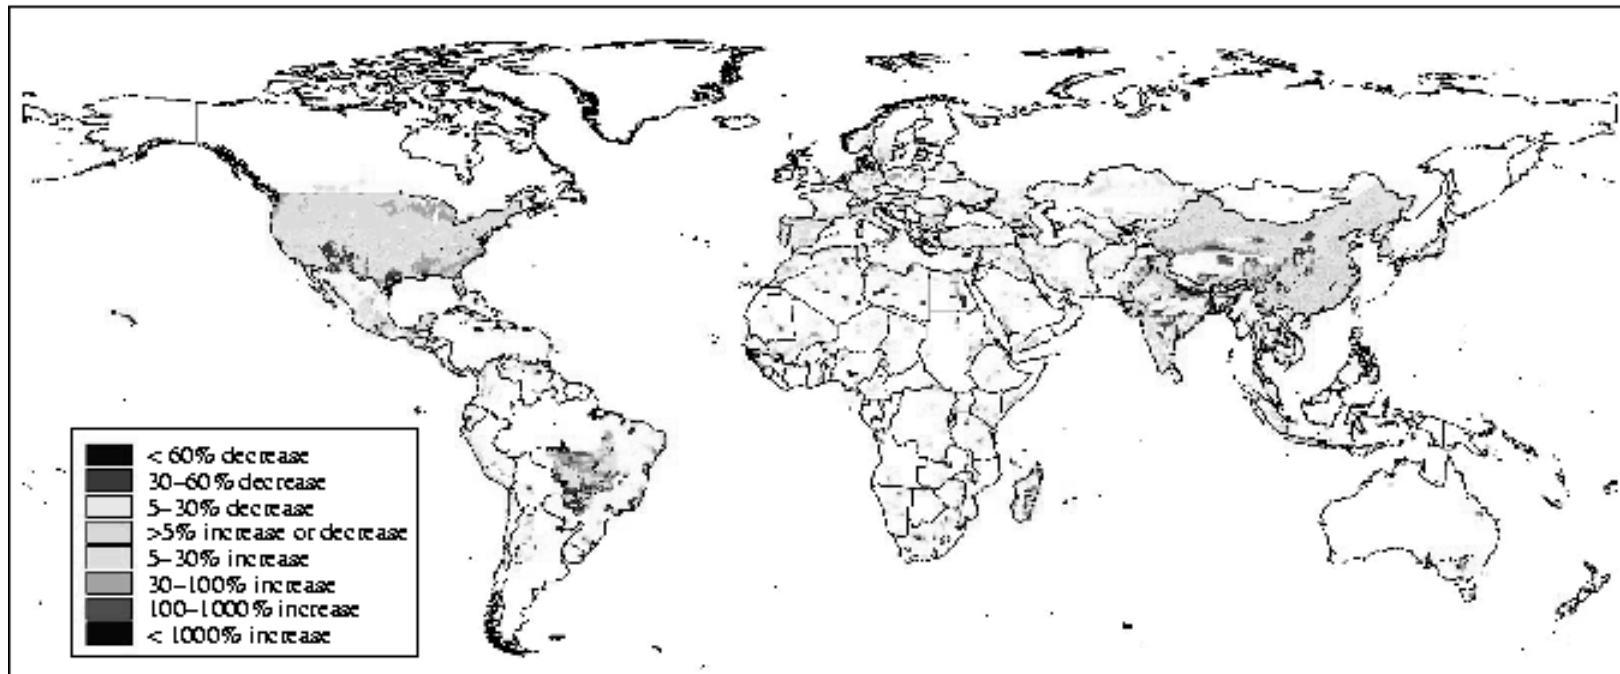 < 60% decrease
30–60% decrease
5–30% decrease
>5% increase or decrease
5–30% increase
30–100% increase
100–1000% increase
< 1000% increase